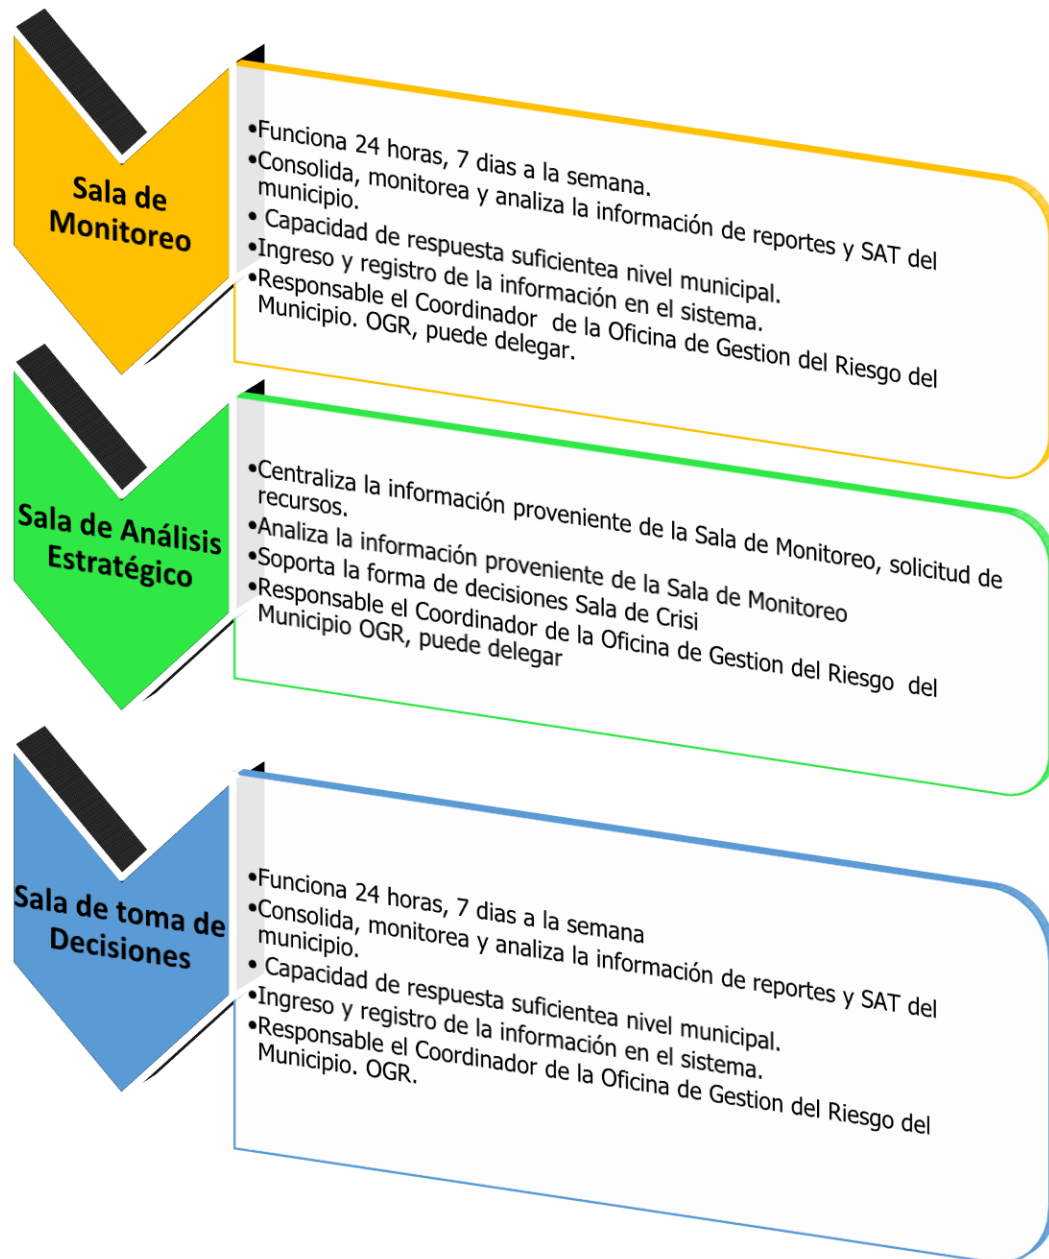 Sala de
Monitoreo
•Funciona 24 horas, 7 dias a la semana.
•Consolida, monitorea y analiza la información de reportes y SAT del
municipio.
• Capacidad de respuesta suficientea nivel municipal.
•Ingreso y registro de la información en el sistema.
•Responsable el Coordinador  de la Oficina de Gestion del Riesgo del
Municipio. OGR, puede delegar.
Sala de Análisis
Estratégico
•Centraliza la información proveniente de la Sala de Monitoreo, solicitud de
recursos.
•Analiza la información proveniente de la Sala de Monitoreo
•Soporta la forma de decisiones Sala de Crisi
•Responsable el Coordinador de la Oficina de Gestion del Riesgo  del
Municipio OGR, puede delegar
Sala de toma de
Decisiones
•Funciona 24 horas, 7 dias a la semana
•Consolida, monitorea y analiza la información de reportes y SAT del
municipio.
• Capacidad de respuesta suficientea nivel municipal.
•Ingreso y registro de la información en el sistema.
•Responsable el Coordinador de la Oficina de Gestion del Riesgo del
Municipio. OGR.